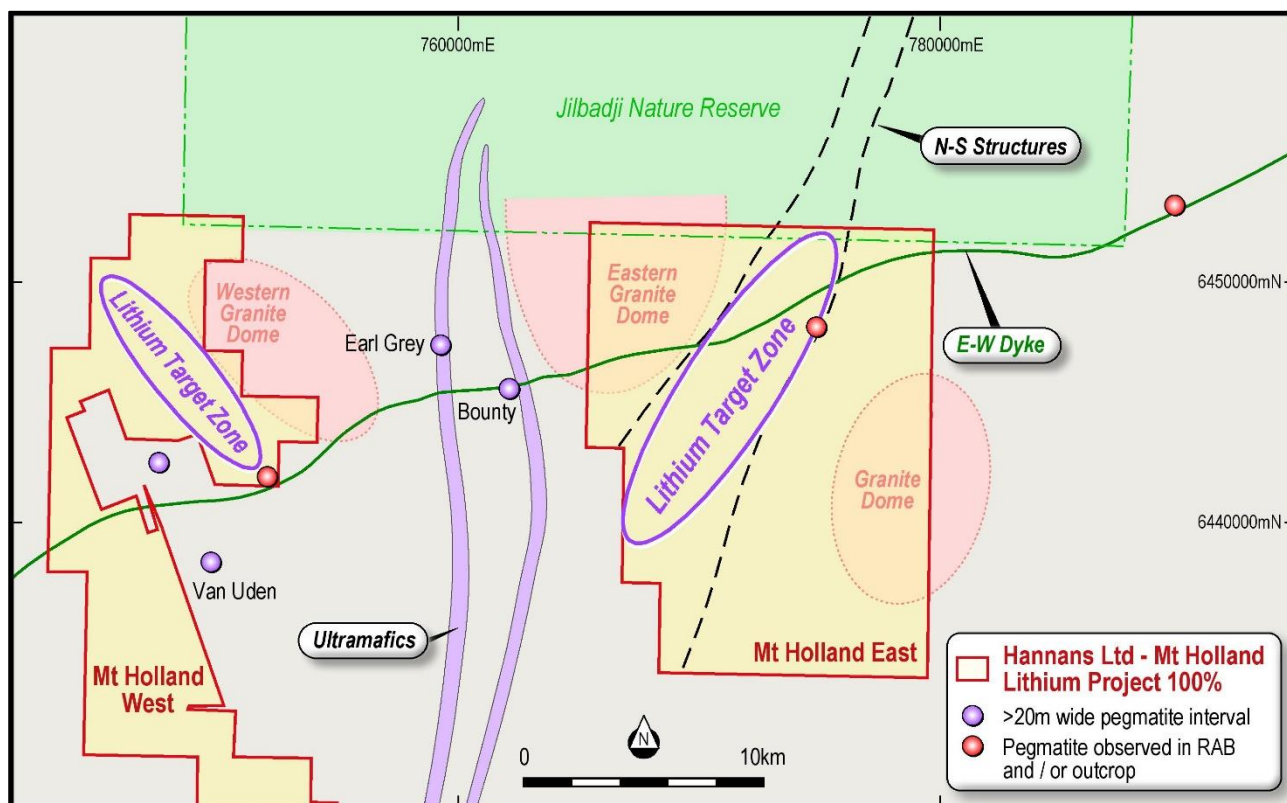 760000mE
780000mE
Jilbadji Nature Reserve
N-S Structures
Western
Granite
Dome
Eastern
Granite
Dome
6450000mN
Lithium Target Zone
Earl Grey
E-W Dyke
Bounty
Lithium Target Zone
Granite
Dome
6440000mN
Van Uden
Ultramafics
Mt Holland
West
Mt Holland East
N
0
10km
Hannans Ltd - Mt Holland
Lithium Project 100%
>20m wide pegmatite interval
Pegmatite observed in RAB
and / or outcrop